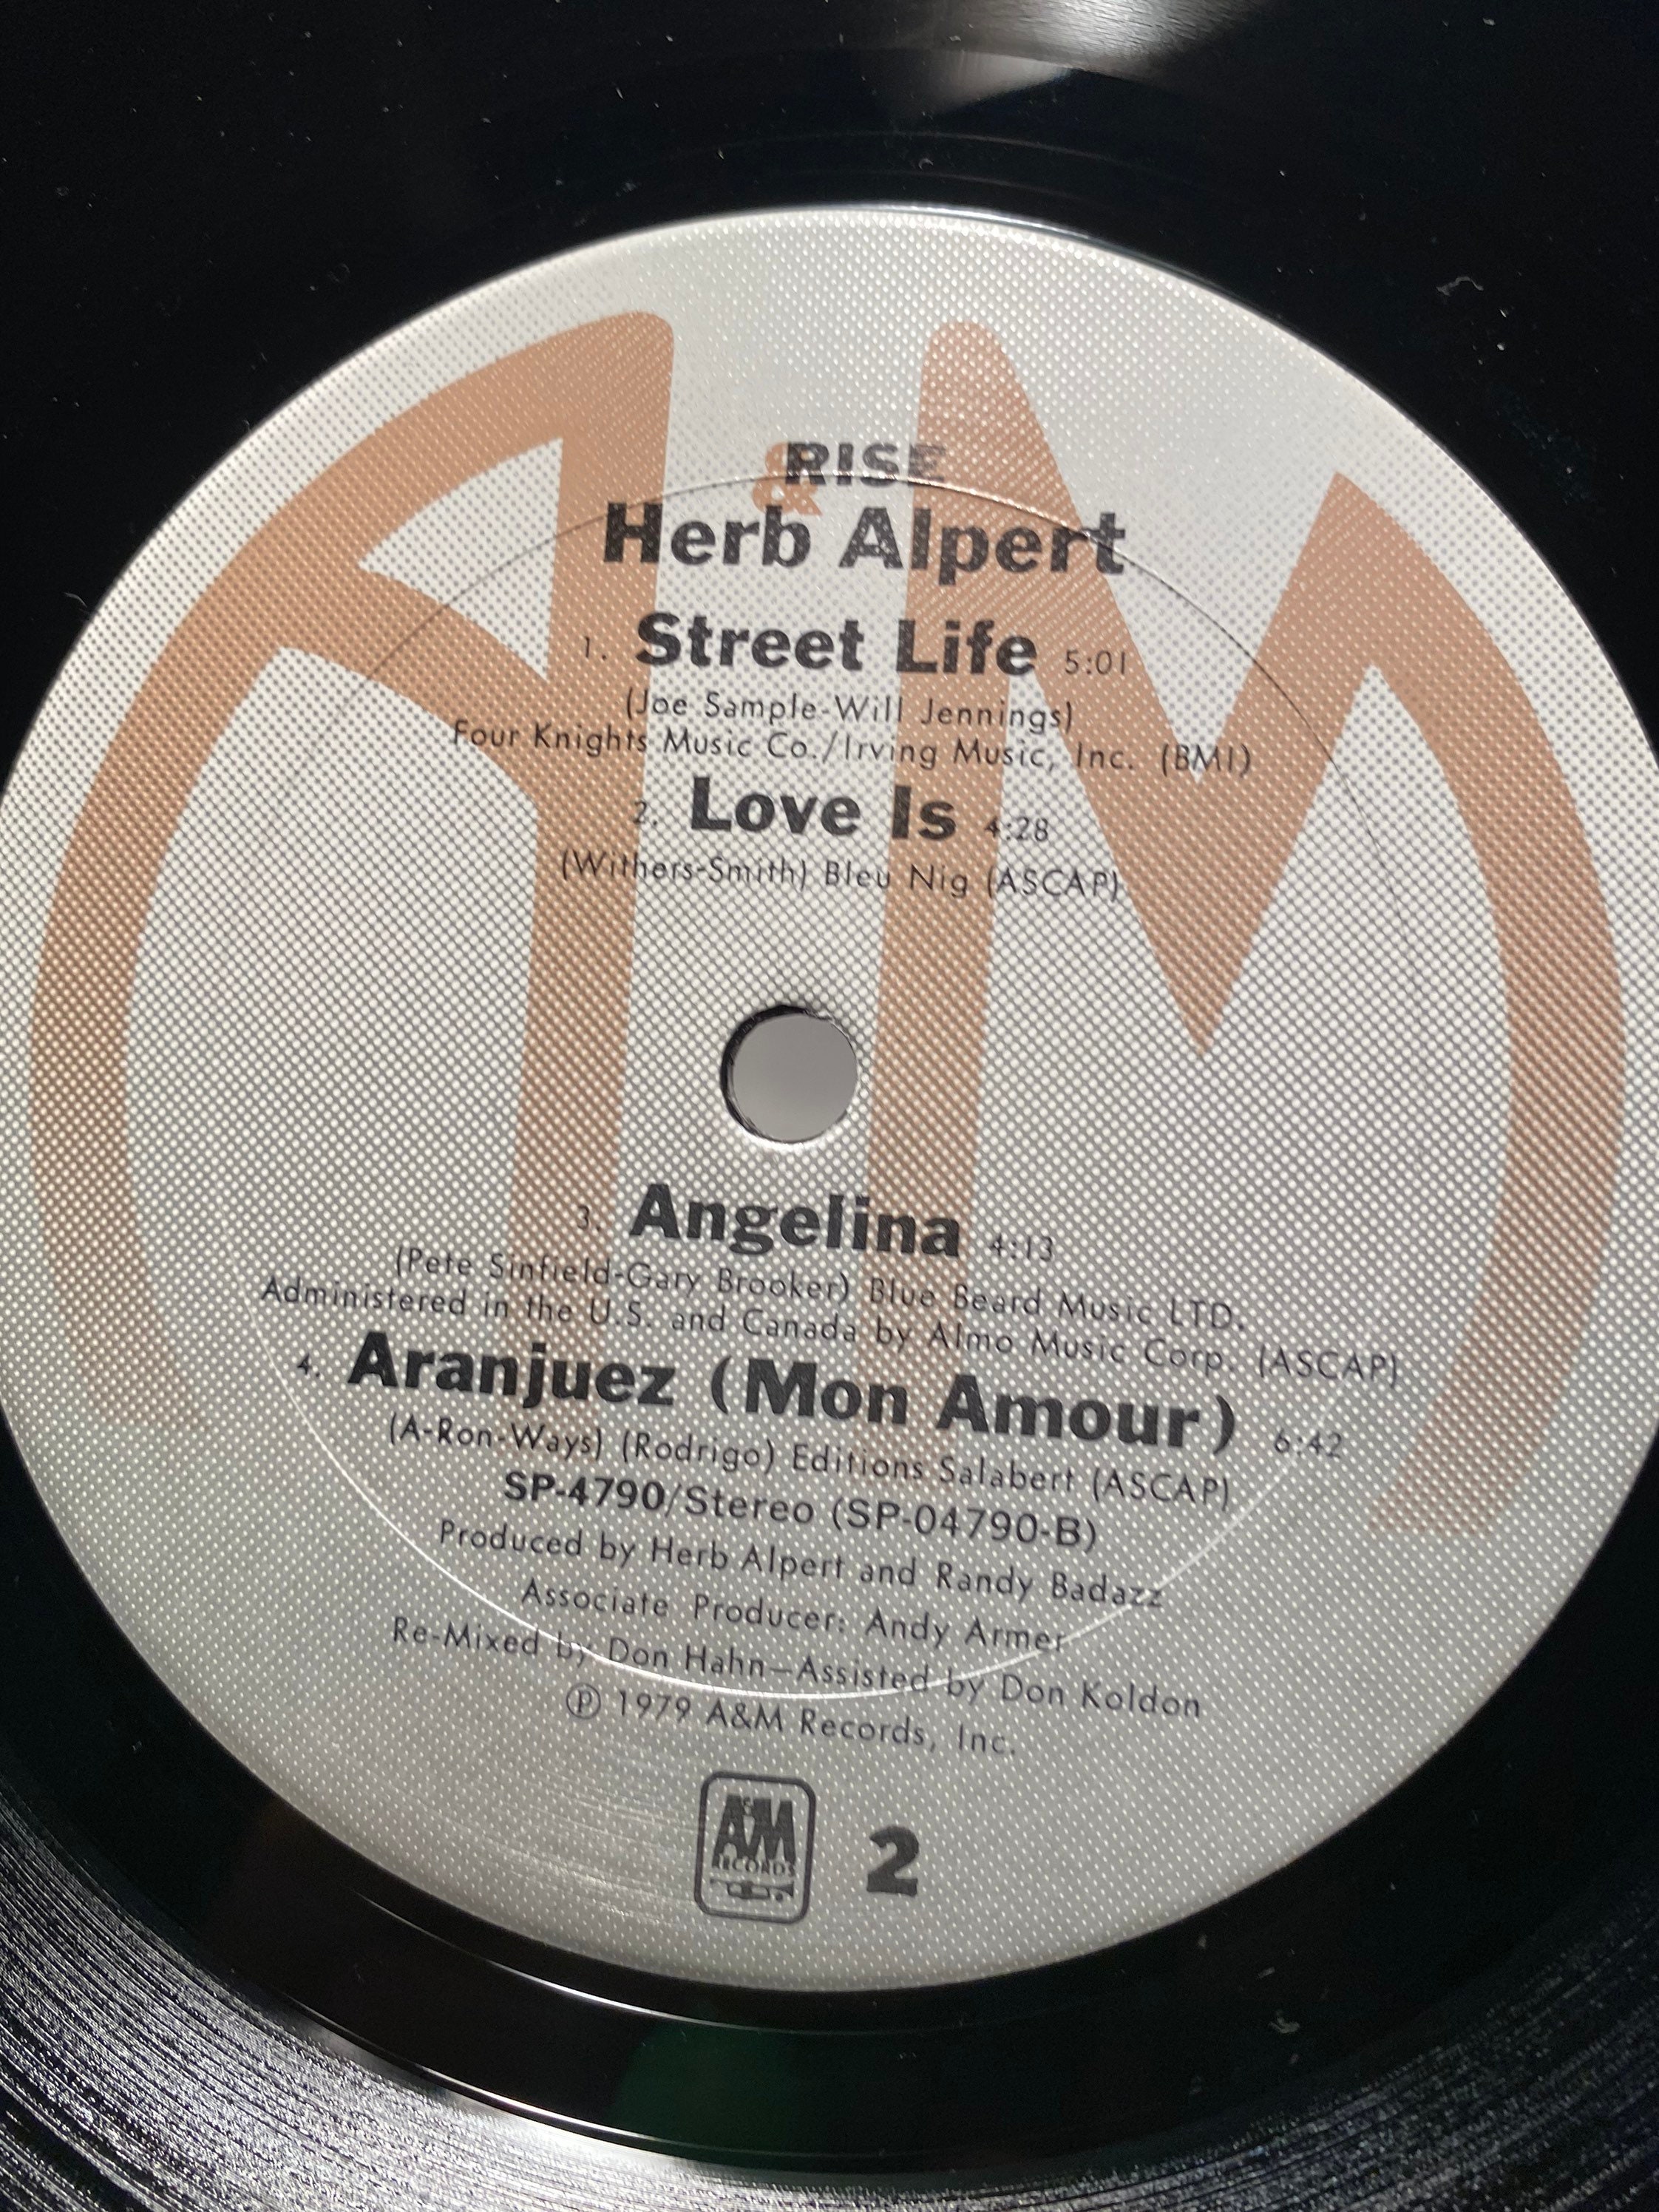 A&M
RISE
Herb Alpert
1. Street Life 5:01
(Joe Sample-Will Jennings)
Four Knights Music Co./Irving Music, Inc. (BMI)
2. Love Is 4:28
(Withers-Smith) Bleu Nig (ASCAP)
3. Angelina 4:13
(Pete Sinfield-Gary Brooker) Blue Beard Music LTD.
Administered in the U.S. and Canada by Almo Music Corp. (ASCAP)
4. Aranjuez (Mon Amour) 6:42
(A-Ron-Ways) (Rodrigo) Editions Salabert (ASCAP)
SP-4790/Stereo (SP-04790-B)
Produced by Herb Alpert and Randy Badazz
Associate Producer: Andy Armer
Re-Mixed by Don Hahn—Assisted by Don Koldon
℗ 1979 A&M Records, Inc.
A&M
RECORDS
2